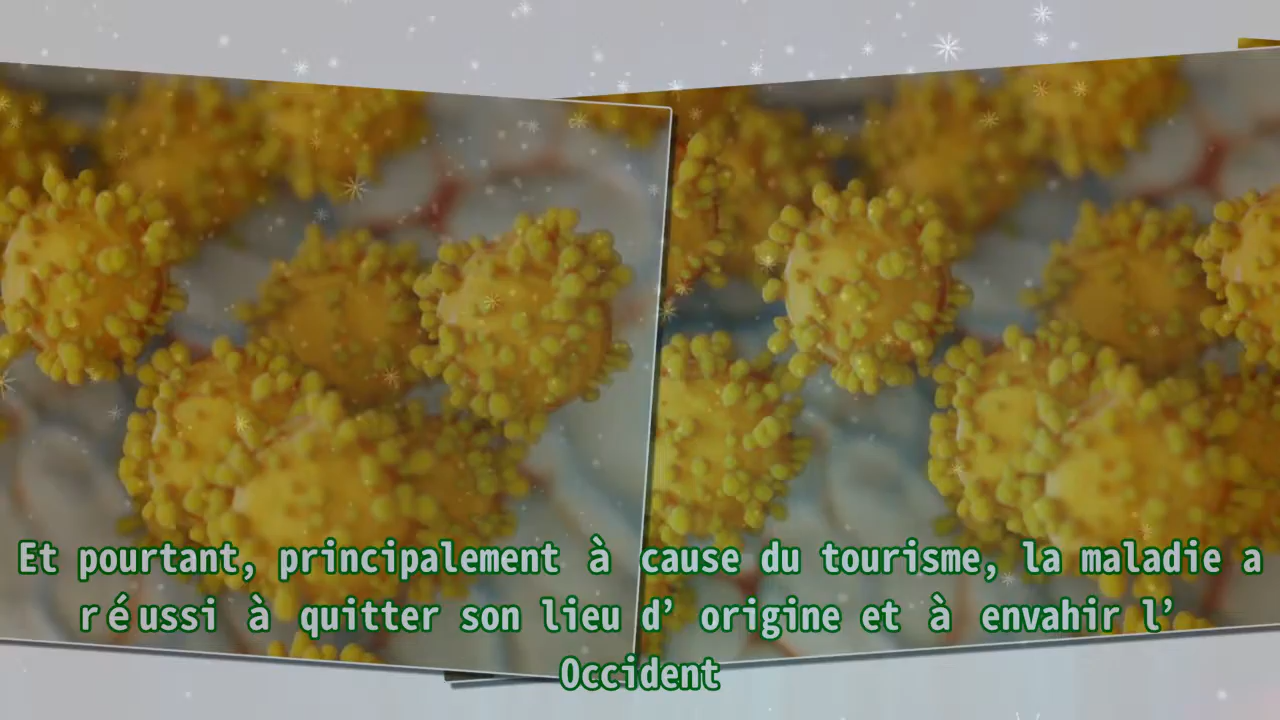 Et pourtant, principalement à cause du tourisme, la maladie a
réussi à quitter son lieu d’ origine et à envahir l’
Occident